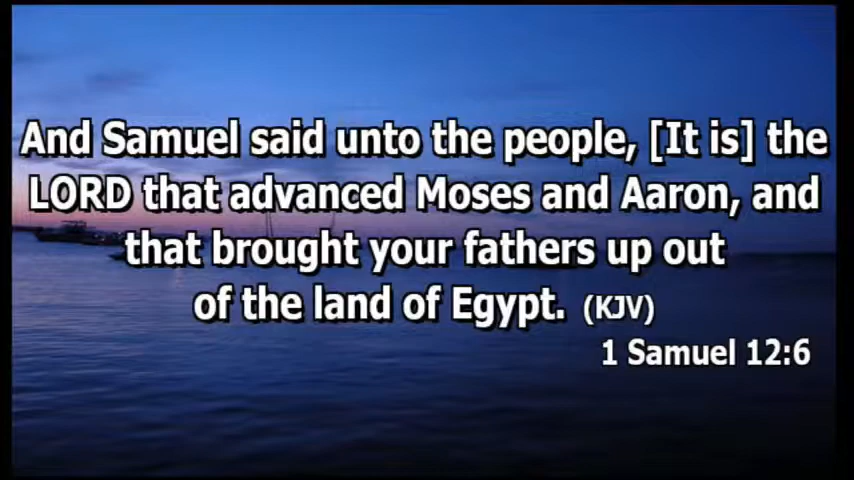 And Samuel said unto the people, [It is] the
LORD that advanced Moses and Aaron, and
that brought your fathers up out
of the land of Egypt. (KJV)
1 Samuel 12:6